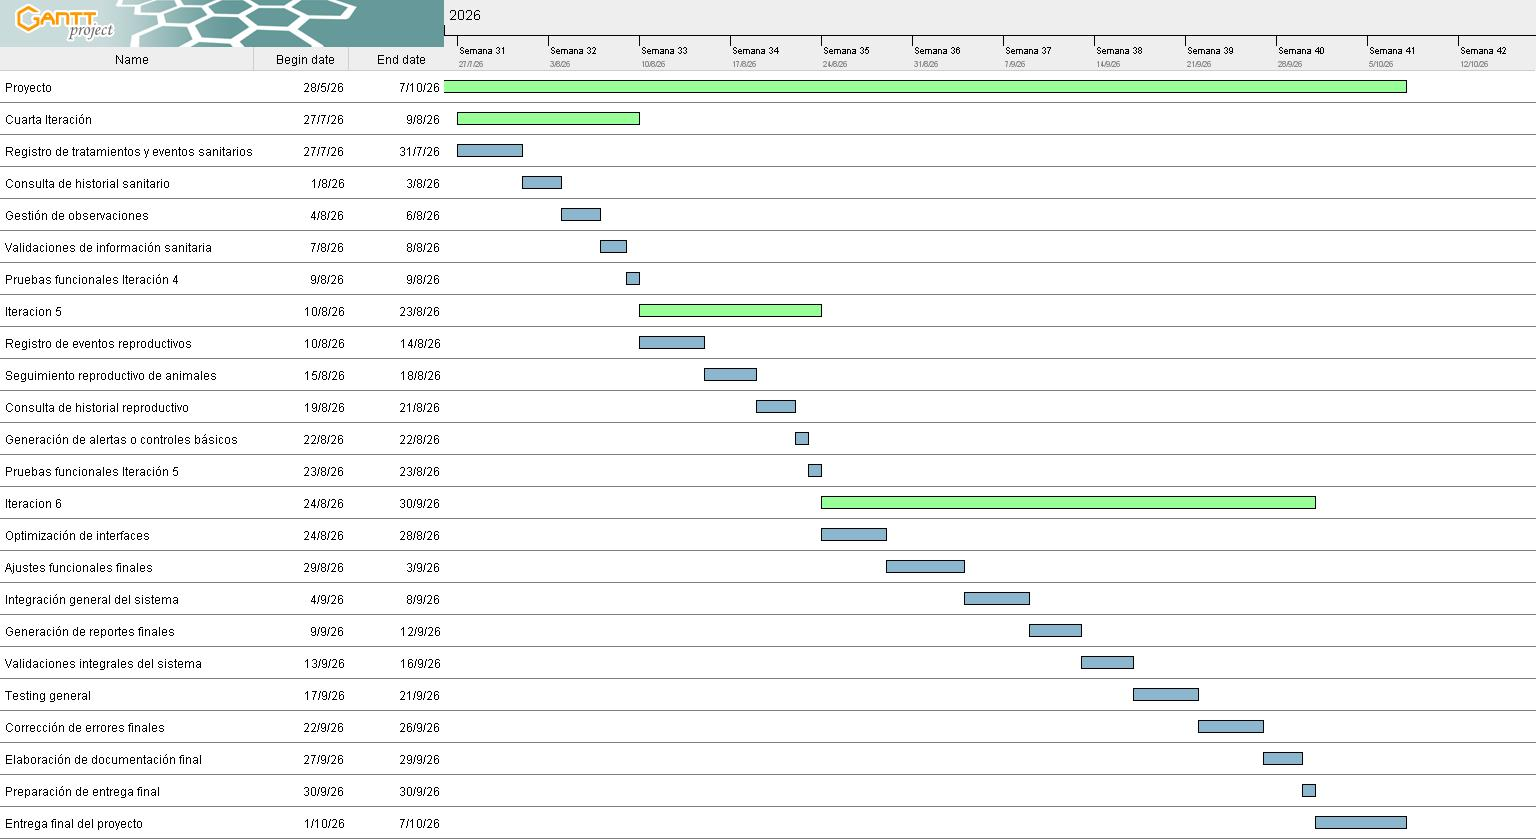 GANTT
project
2026
Semana 31 Semana 32 Semana 33 Semana 34 Semana 35 Semana 36 Semana 37 Semana 38 Semana 39 Semana 40 Semana 41 Semana 42
Name Begin date End date 27/7/26 3/8/26 10/8/26 17/8/26 24/8/26 31/8/26 7/9/26 14/9/26 21/9/26 28/9/26 5/10/26 12/10/26
Proyecto 28/5/26 7/10/26
Cuarta Iteración 27/7/26 9/8/26
Registro de tratamientos y eventos sanitarios 27/7/26 31/7/26
Consulta de historial sanitario 1/8/26 3/8/26
Gestión de observaciones 4/8/26 6/8/26
Validaciones de información sanitaria 7/8/26 8/8/26
Pruebas funcionales Iteración 4 9/8/26 9/8/26
Iteracion 5 10/8/26 23/8/26
Registro de eventos reproductivos 10/8/26 14/8/26
Seguimiento reproductivo de animales 15/8/26 18/8/26
Consulta de historial reproductivo 19/8/26 21/8/26
Generación de alertas o controles básicos 22/8/26 22/8/26
Pruebas funcionales Iteración 5 23/8/26 23/8/26
Iteracion 6 24/8/26 30/9/26
Optimización de interfaces 24/8/26 28/8/26
Ajustes funcionales finales 29/8/26 3/9/26
Integración general del sistema 4/9/26 8/9/26
Generación de reportes finales 9/9/26 12/9/26
Validaciones integrales del sistema 13/9/26 16/9/26
Testing general 17/9/26 21/9/26
Corrección de errores finales 22/9/26 26/9/26
Elaboración de documentación final 27/9/26 29/9/26
Preparación de entrega final 30/9/26 30/9/26
Entrega final del proyecto 1/10/26 7/10/26